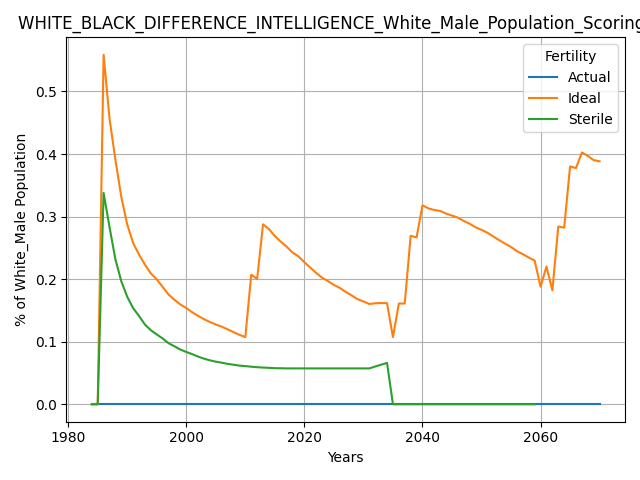 WHITE_BLACK_DIFFERENCE_INTELLIGENCE_White_Male_Population_Scoring
Fertility
Actual
Ideal
Sterile
% of White_Male Population
0.5
0.4
0.3
0.2
0.1
0.0
1980 2000 2020 2040 2060
Years